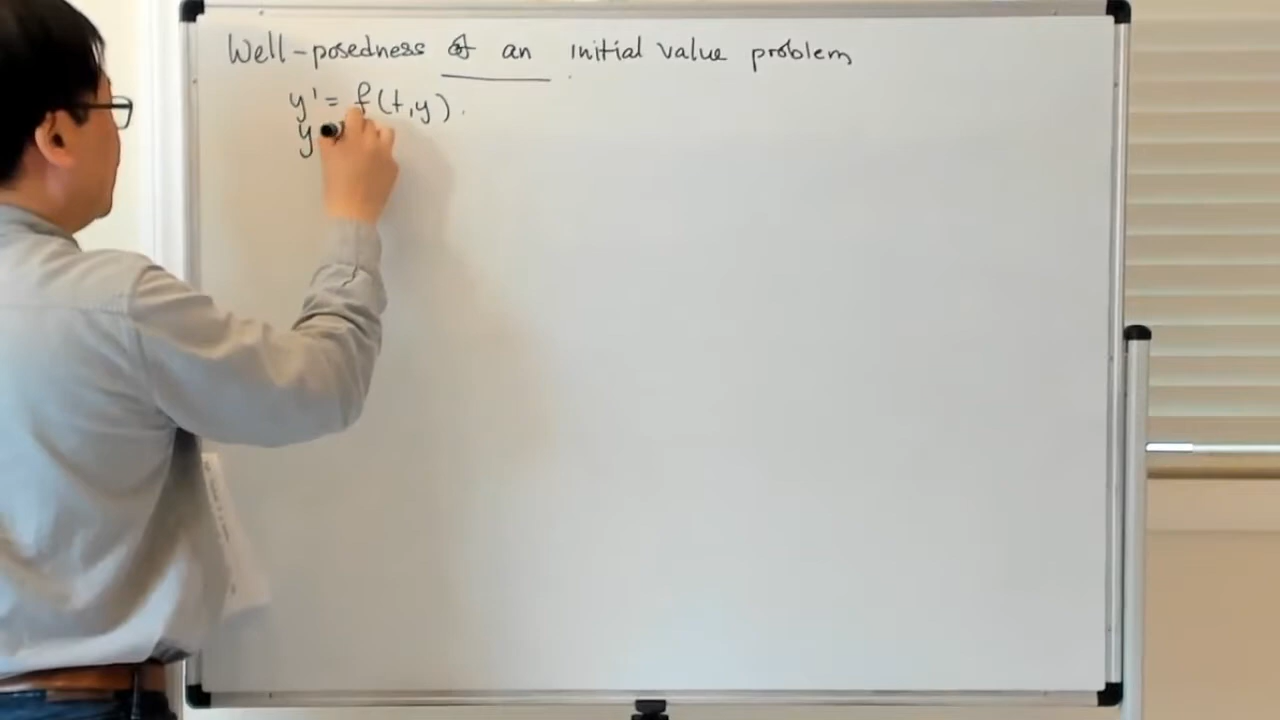 Well-posedness of an initial value problem
y' = f(t,y).
y